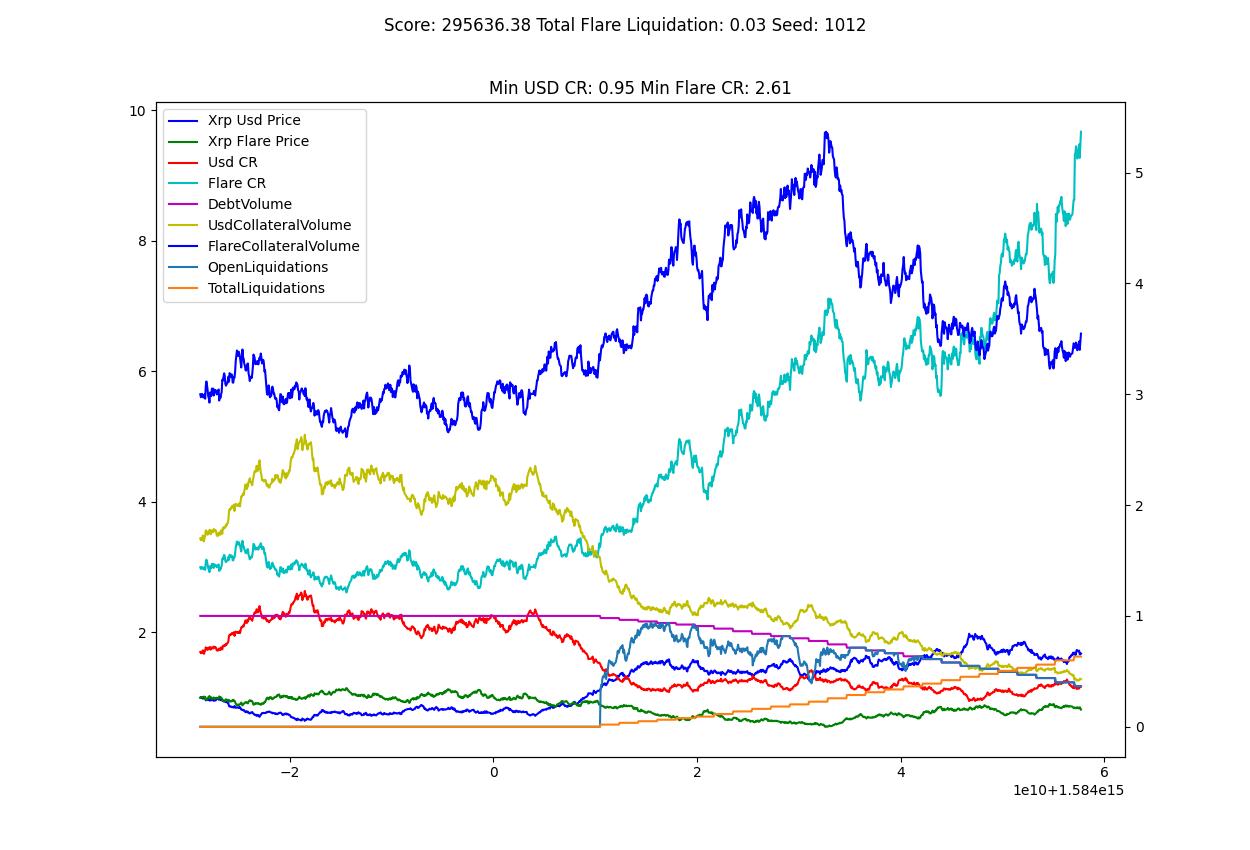 Score: 295636.38 Total Flare Liquidation: 0.03 Seed: 1012
Min USD CR: 0.95 Min Flare CR: 2.61
10
8
6
4
2
Xrp Usd Price
Xrp Flare Price
Usd CR
Flare CR
DebtVolume
UsdCollateralVolume
FlareCollateralVolume
OpenLiquidations
TotalLiquidations
5
4
3
2
1
0
−2
0
2
4
6
1e10+1.584e15